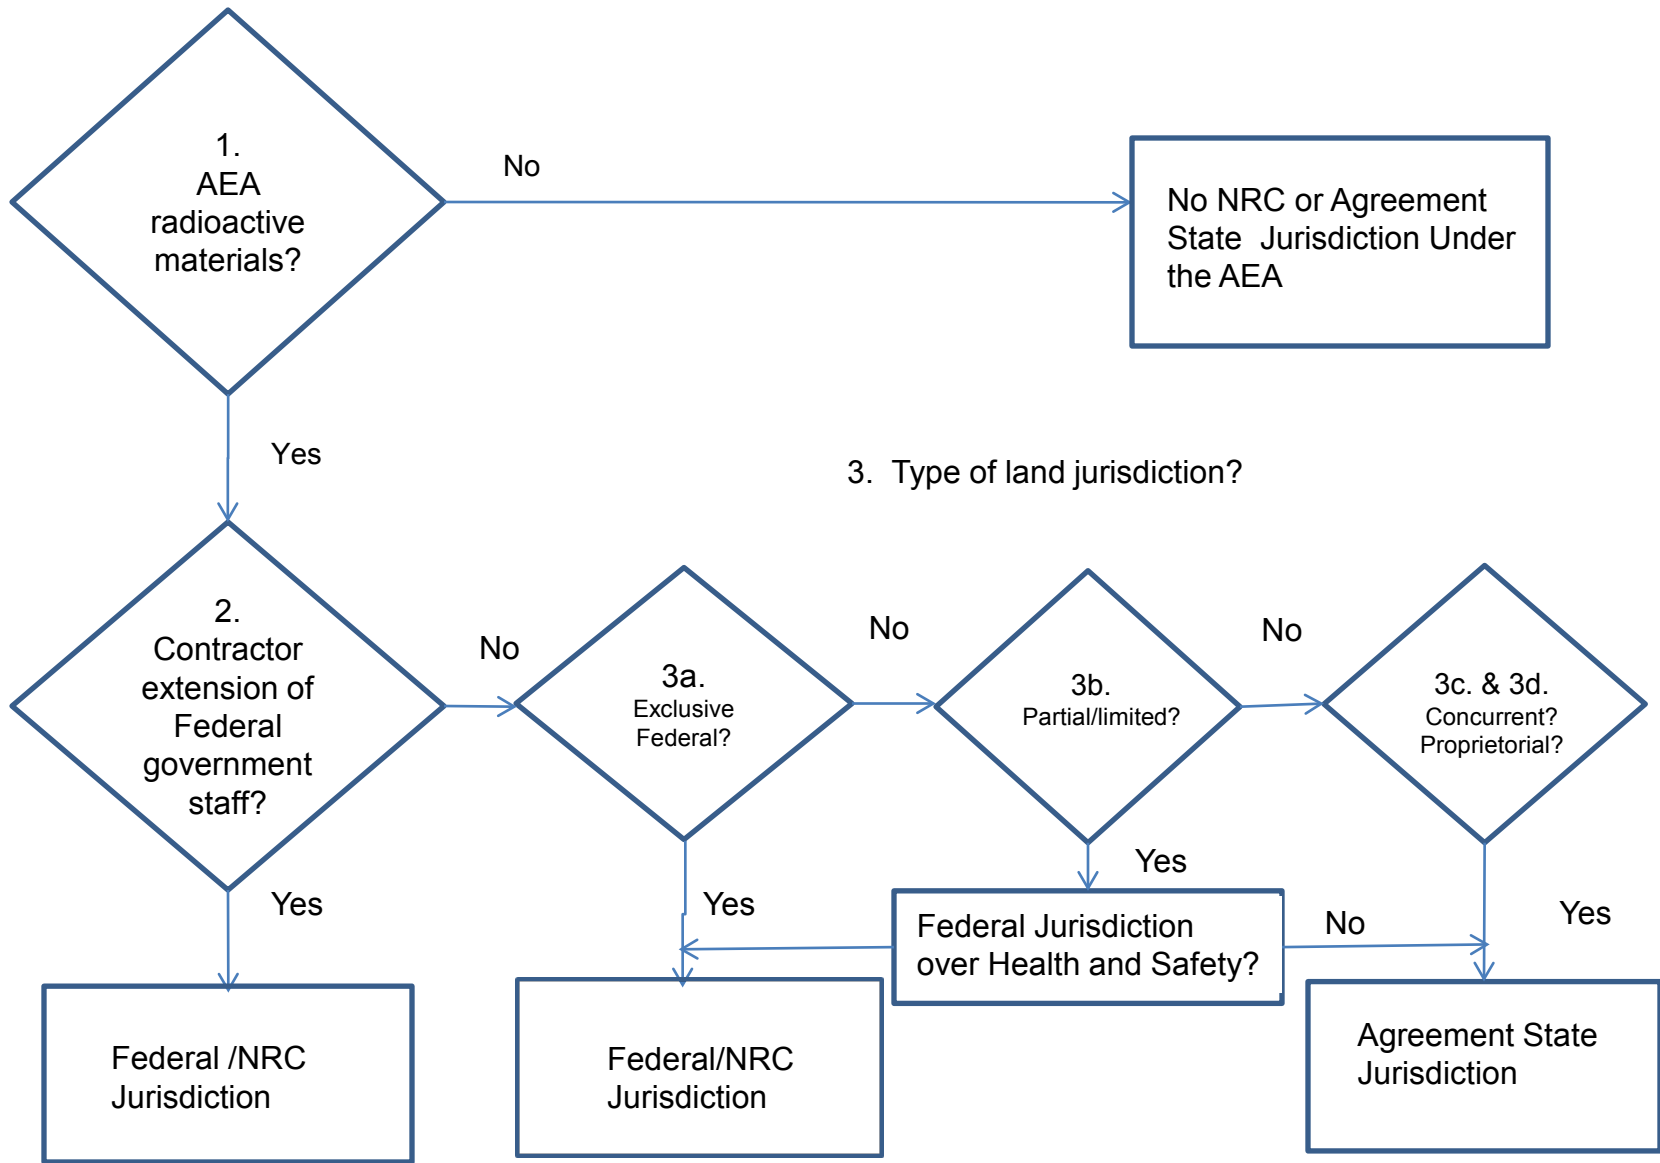 1.
AEA
radioactive
materials?
No
No NRC or Agreement
State  Jurisdiction Under
the AEA
Yes
3.  Type of land jurisdiction?
2.
Contractor
extension of
Federal
government
staff?
No
3a.
Exclusive
Federal?
No
3b.
Partial/limited?
No
3c. & 3d.
Concurrent?
Proprietorial?
Yes
Yes
Yes
Federal Jurisdiction
over Health and Safety?
No
Yes
Federal /NRC
Jurisdiction
Federal/NRC
Jurisdiction
Agreement State
Jurisdiction